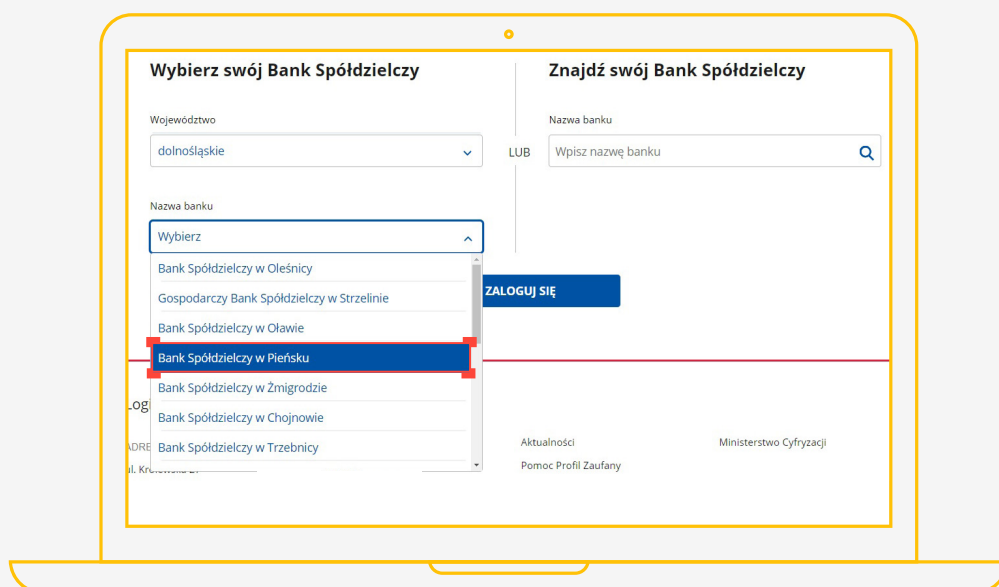 Wybierz swój Bank Spółdzielczy
Województwo
dolnośląskie
Nazwa banku
Wybierz
Bank Spółdzielczy w Oleśnicy
Gospodarczy Bank Spółdzielczy w Strzelinie
Bank Spółdzielczy w Oławie
Bank Spółdzielczy w Pieńsku
Bank Spółdzielczy w Żmigrodzie
Bank Spółdzielczy w Chojnowie
Bank Spółdzielczy w Trzebnicy
LUB
Znajdź swój Bank Spółdzielczy
Nazwa banku
Wpisz nazwę banku
ZALOGUJ SIĘ
Aktualności
Pomoc Profil Zaufany
Ministerstwo Cyfryzacji